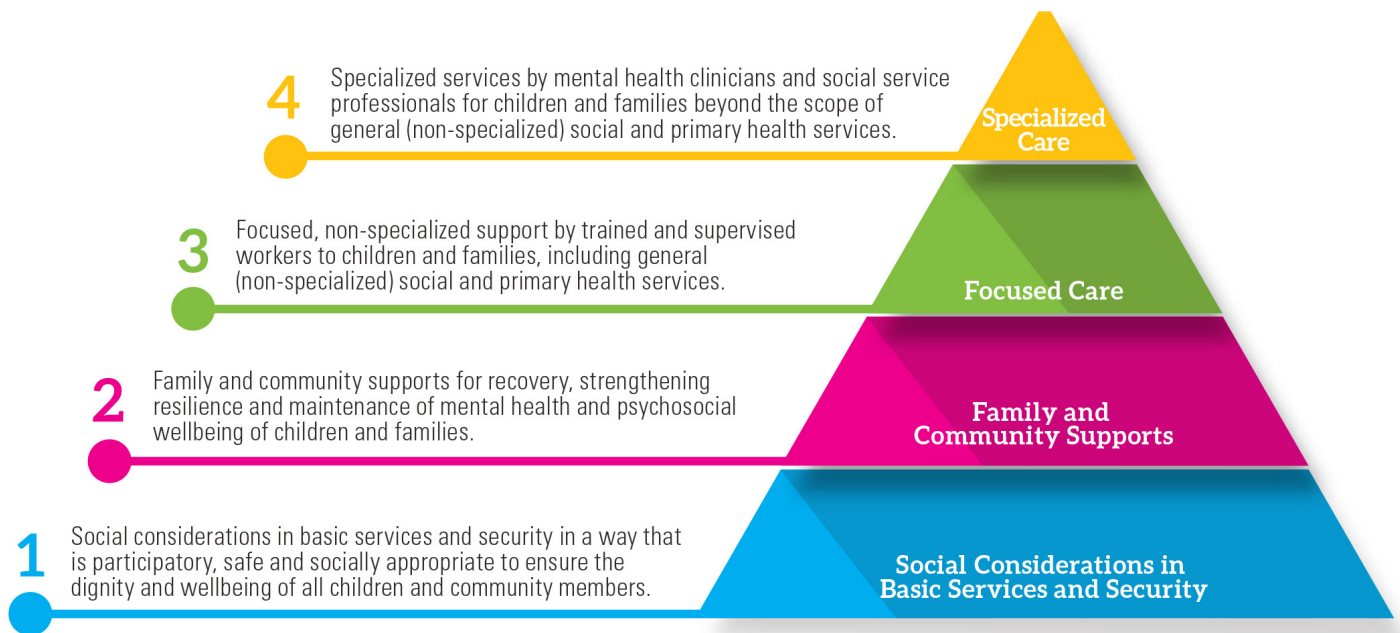 4
Specialized services by mental health clinicians and social service
professionals for children and families beyond the scope of
general (non-specialized) social and primary health services.
Specialized
Care
3
Focused, non-specialized support by trained and supervised
workers to children and families, including general
(non-specialized) social and primary health services.
Focused Care
2
Family and community supports for recovery, strengthening
resilience and maintenance of mental health and psychosocial
wellbeing of children and families.
Family and
Community Supports
1
Social considerations in basic services and security in a way that
is participatory, safe and socially appropriate to ensure the
dignity and wellbeing of all children and community members.
Social Considerations in
Basic Services and Security